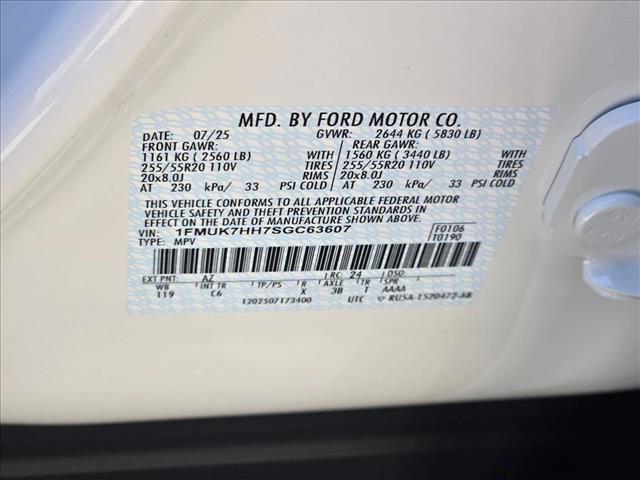 MFD. BY FORD MOTOR CO.
DATE: 07/25 GVWR: 2644 KG ( 5830 LB)
FRONT GAWR: REAR GAWR:
1161 KG ( 2560 LB) WITH 1560 KG ( 3440 LB) WITH
255/55R20 110V TIRES 255/55R20 110V TIRES
20x8.0J RIMS 20x8.0J RIMS
AT 230 kPa/ 33 PSI COLD AT 230 kPa/ 33 PSI COLD
THIS VEHICLE CONFORMS TO ALL APPLICABLE FEDERAL MOTOR
VEHICLE SAFETY AND THEFT PREVENTION STANDARDS IN EFFECT ON
THE DATE OF MANUFACTURE SHOWN ABOVE.
VIN: 1FMUK7HH7SGC63607 F0106
TYPE: MPV T0190
EXT PNT: AZ RC: 24 DSO:
WB INT TR TP/PS R AXLE TR SPR
119 C6 X 3B T AAAA
1202507173400 UTC RUSA-1520472-AB